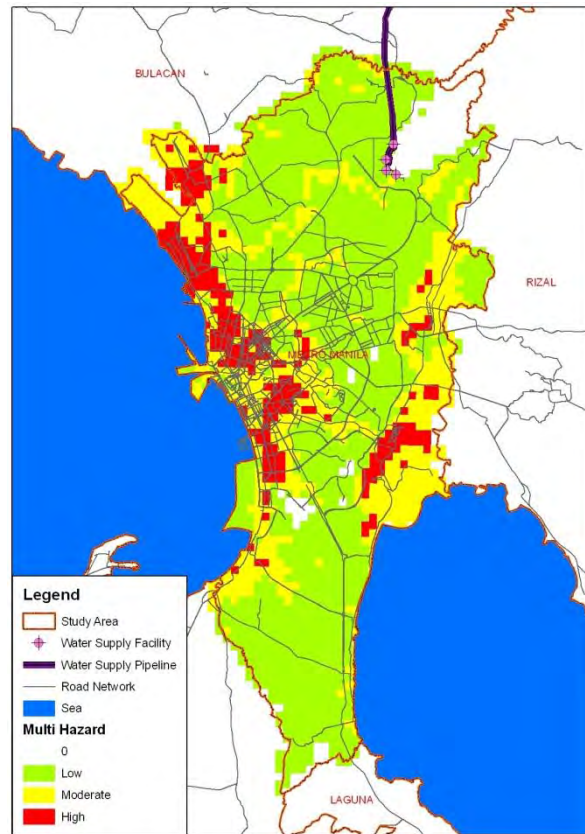 BULACAN
RIZAL
METRO MANILA
Legend
Study Area
Water Supply Facility
Water Supply Pipeline
Road Network
Sea
Multi Hazard
0
Low
Moderate
High
LAGUNA